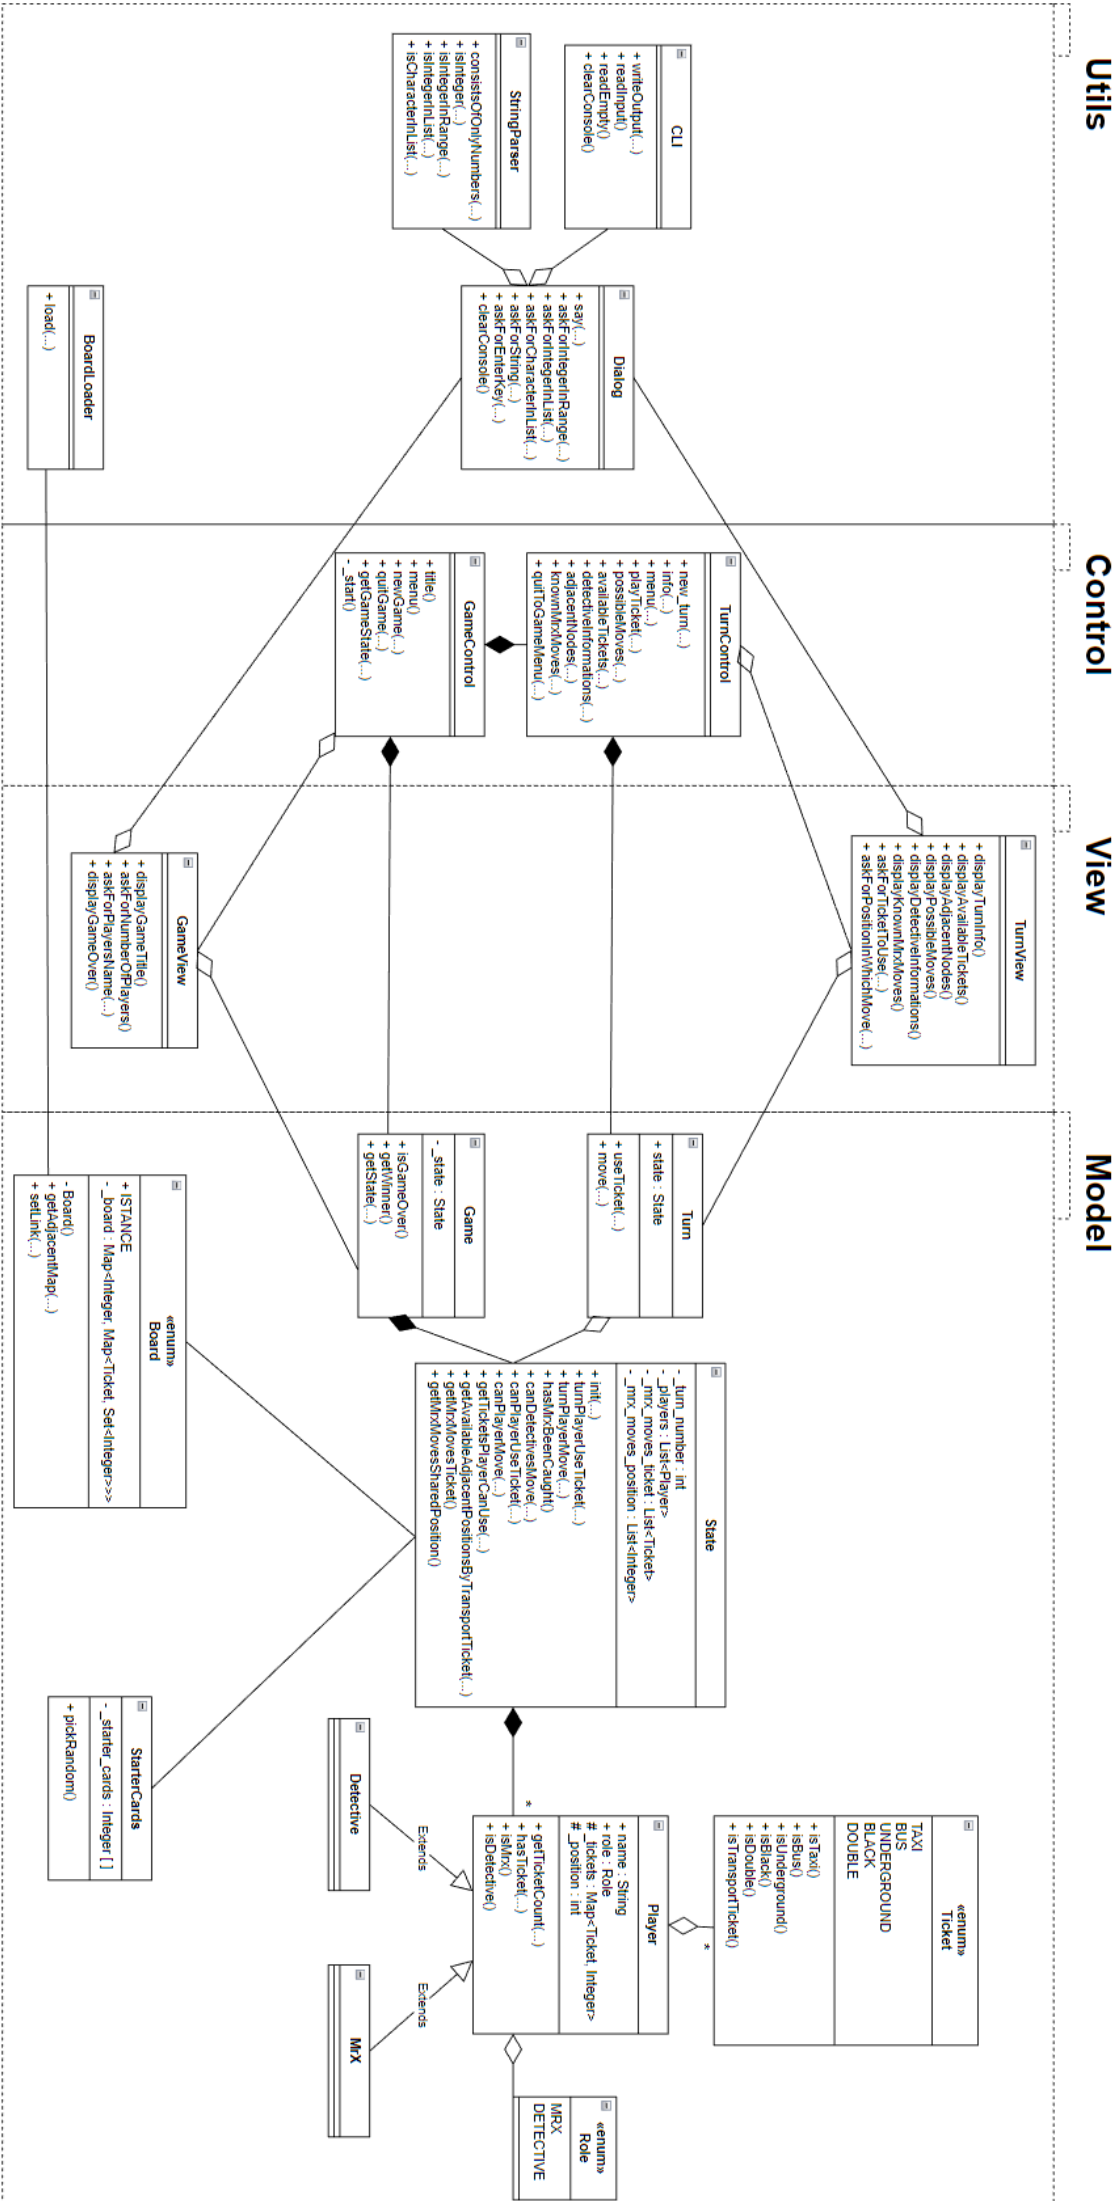 Utils
CLI
+ writeOutput(...)
+ readInput()
+ readEmpty()
+ clearConsole()
StringParser
+ consistsOfOnlyNumbers(...)
+ isInteger(...)
+ isIntegerInRange(...)
+ isIntegerInList(...)
+ isCharacterInList(...)
Dialog
+ say(...)
+ askForIntegerInRange(...)
+ askForIntegerInList(...)
+ askForCharacterInList(...)
+ askForString(...)
+ askForEnterKey(...)
+ clearConsole()
BoardLoader
+ load(...)
Control
TurnControl
+ new_turn(...)
+ info(...)
+ menu(...)
+ playTicket(...)
+ possibleMoves(...)
+ availableTickets(...)
+ detectiveInformations(...)
+ adjacentNodes(...)
+ knownMrxMoves(...)
+ quitToGameMenu(...)
GameControl
+ title()
+ menu()
+ newGame(...)
+ quitGame(...)
+ getGameState(...)
- _start()
View
TurnView
+ displayTurnInfo()
+ displayAvailableTickets()
+ displayAdjacentNodes()
+ displayPossibleMoves()
+ displayDetectiveInformations()
+ displayKnownMrxMoves()
+ askForTicketToUse(...)
+ askForPositionInWhichMove(...)
GameView
+ displayGameTitle()
+ askForNumberOfPlayers()
+ askForPlayersName(...)
+ displayGameOver()
Model
Turn
+ state : State
+ useTicket(...)
+ move(...)
Game
- _state : State
+ isGameOver()
+ getWinner()
+ getState(...)
«enum»
Board
+ ISTANCE
- _board : Map<Integer, Map<Ticket, Set<Integer>>>
- Board()
+ getAdjacentMap(...)
+ setLink(...)
State
- _turn_number : int
- _players : List<Player>
- _mrx_moves_ticket : List<Ticket>
- _mrx_moves_position : List<Integer>
+ init(...)
+ turnPlayerUseTicket(...)
+ turnPlayerMove(...)
+ hasMrxBeenCaught()
+ canDetectivesMove(...)
+ canPlayerUseTicket(...)
+ canPlayerMove(...)
+ getTicketsPlayerCanUse(...)
+ getAvailableAdjacentPositionsByTransportTicket(...)
+ getMrxMovesTicket()
+ getMrxMovesSharedPosition()
StarterCards
- _starter_cards : Integer [ ]
+ pickRandom()
«enum»
Ticket
TAXI
BUS
UNDERGROUND
BLACK
DOUBLE
+ isTaxi()
+ isBus()
+ isUnderground()
+ isBlack()
+ isDouble()
+ isTransportTicket()
*
Player
+ name : String
+ role : Role
# _tickets : Map<Ticket, Integer>
# _position : int
+ getTicketCount(...)
+ hasTicket(...)
+ isMrx()
+ isDetective()
*
Detective
Extends
MrX
Extends
«enum»
Role
MRX
DETECTIVE